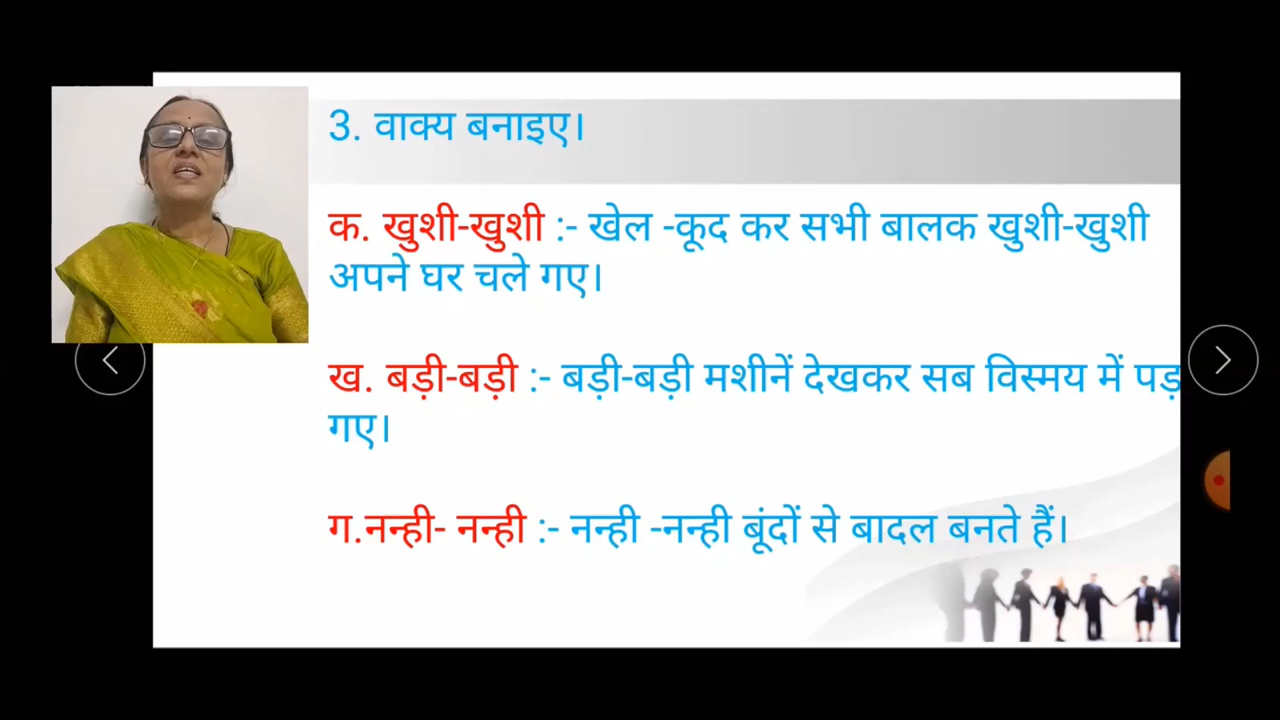 3. वाक्य बनाइए।
क. खुशी-खुशी :- खेल -कूद कर सभी बालक खुशी-खुशी
अपने घर चले गए।
ख. बड़ी-बड़ी :- बड़ी-बड़ी मशीनें देखकर सब विस्मय में पड़
गए।
ग.नन्ही- नन्ही :- नन्ही -नन्ही बूंदों से बादल बनते हैं।